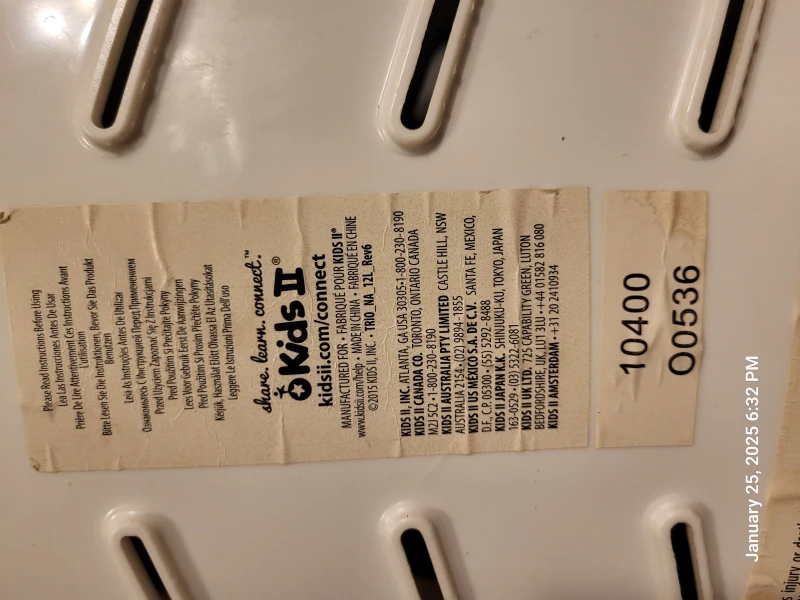 Please Read Instructions Before Using
Lea Las Instrucciones Antes De Usar
Prière De Lire Attentivement Ces Instructions Avant
L'utilisation
Bitte Lesen Sie Die Instruktionen, Bevor Sie Das Produkt
Benutzen
Leia As Instruções Antes De Utilizar
Ознакомьтесь С Инструкцией Перед Применением
Przed Użyciem Zapoznać Się Z Instrukcjami
Před Použitím Si Přečtěte Pokyny
Lees Voor Gebruik Eerst De Aanwijzingen
Pred Použitím Si Prosím Prečítajte Pokyny
Kérjük, Használat Előtt Olvassa El Az Utasításokat
Leggere Le Istruzioni Prima Dell'uso
share. learn. connect.™
Kids II®
kidsii.com/connect
MANUFACTURED FOR • FABRIQUÉ POUR KIDS II®
www.kidsii.com/help • MADE IN CHINA • FABRIQUÉ EN CHINE
©2015 KIDS II, INC. • TRIO_NA_12L_Rev6
KIDS II, INC. ATLANTA, GA USA 30305•1-800-230-8190
KIDS II CANADA CO. TORONTO, ONTARIO CANADA
M2J 5C2 •1-800-230-8190
KIDS II AUSTRALIA PTY LIMITED CASTLE HILL, NSW
AUSTRALIA 2154 • (02) 9894-1855
KIDS II US MEXICO S.A. DE C.V. SANTA FE, MEXICO,
D.F., C.P. 05300 • (55) 5292-8488
KIDS II JAPAN K.K. SHINJUKU-KU, TOKYO, JAPAN
163-0529 • (03) 5322-6081
KIDS II UK LTD. 725 CAPABILITY GREEN, LUTON
BEDFORDSHIRE, UK, LU1 3LU • +44 01582 816 080
KIDS II AMSTERDAM • +31 20 2410934
10400
O0536
January 25, 2025 6:32 PM
injury or